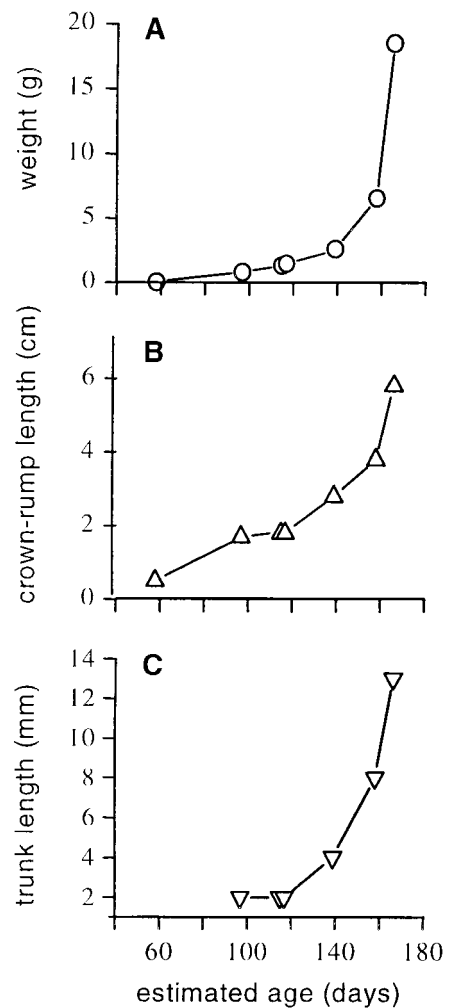 A
20
15
10
5
0
weight (g)
B
6
4
2
0
crown-rump length (cm)
C
14
12
10
8
6
4
2
trunk length (mm)
60 100 140 180
estimated age (days)